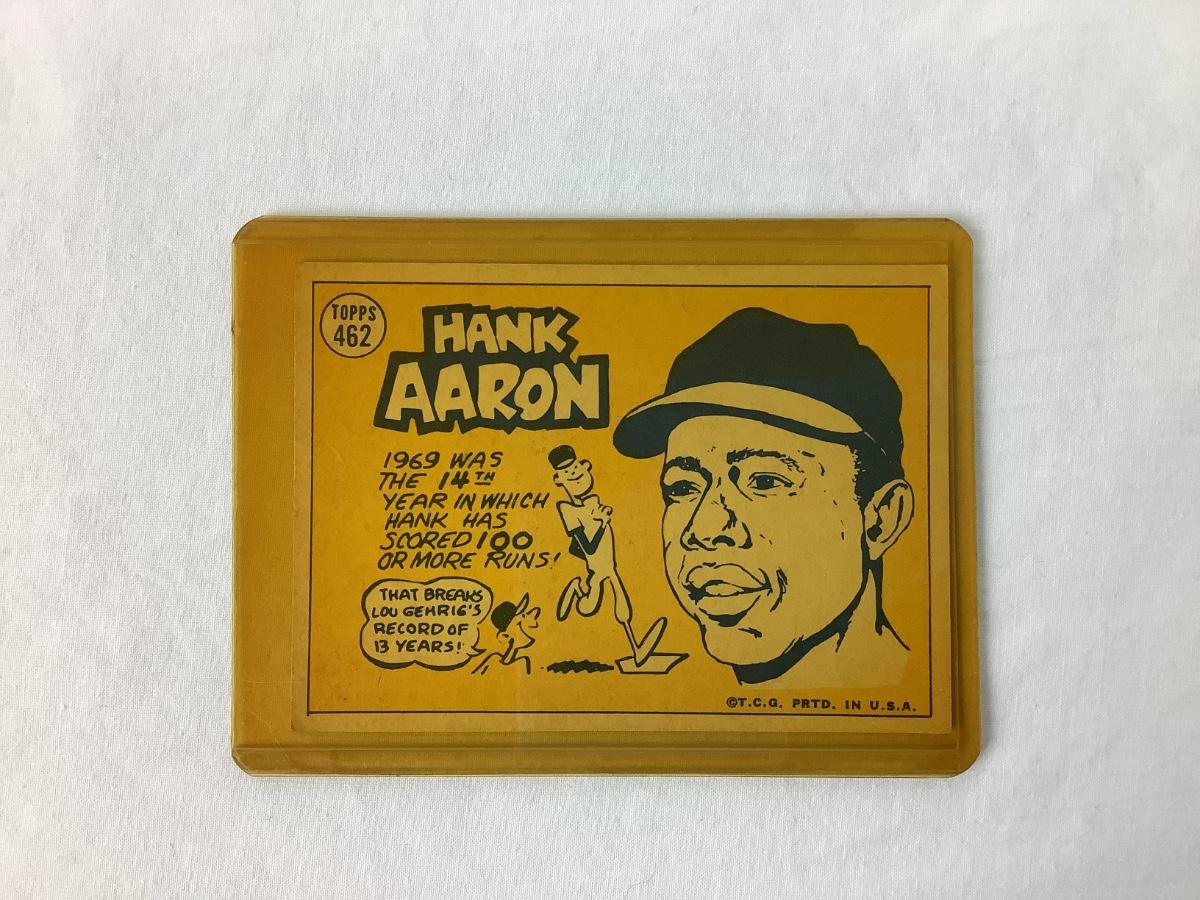 TOPPS
462
HANK
AARON
1969 WAS
THE 14TH
YEAR IN WHICH
HANK HAS
SCORED 100
OR MORE RUNS!
THAT BREAKS
LOU GEHRIG'S
RECORD OF
13 YEARS!
©T.C.G. PRTD. IN U.S.A.